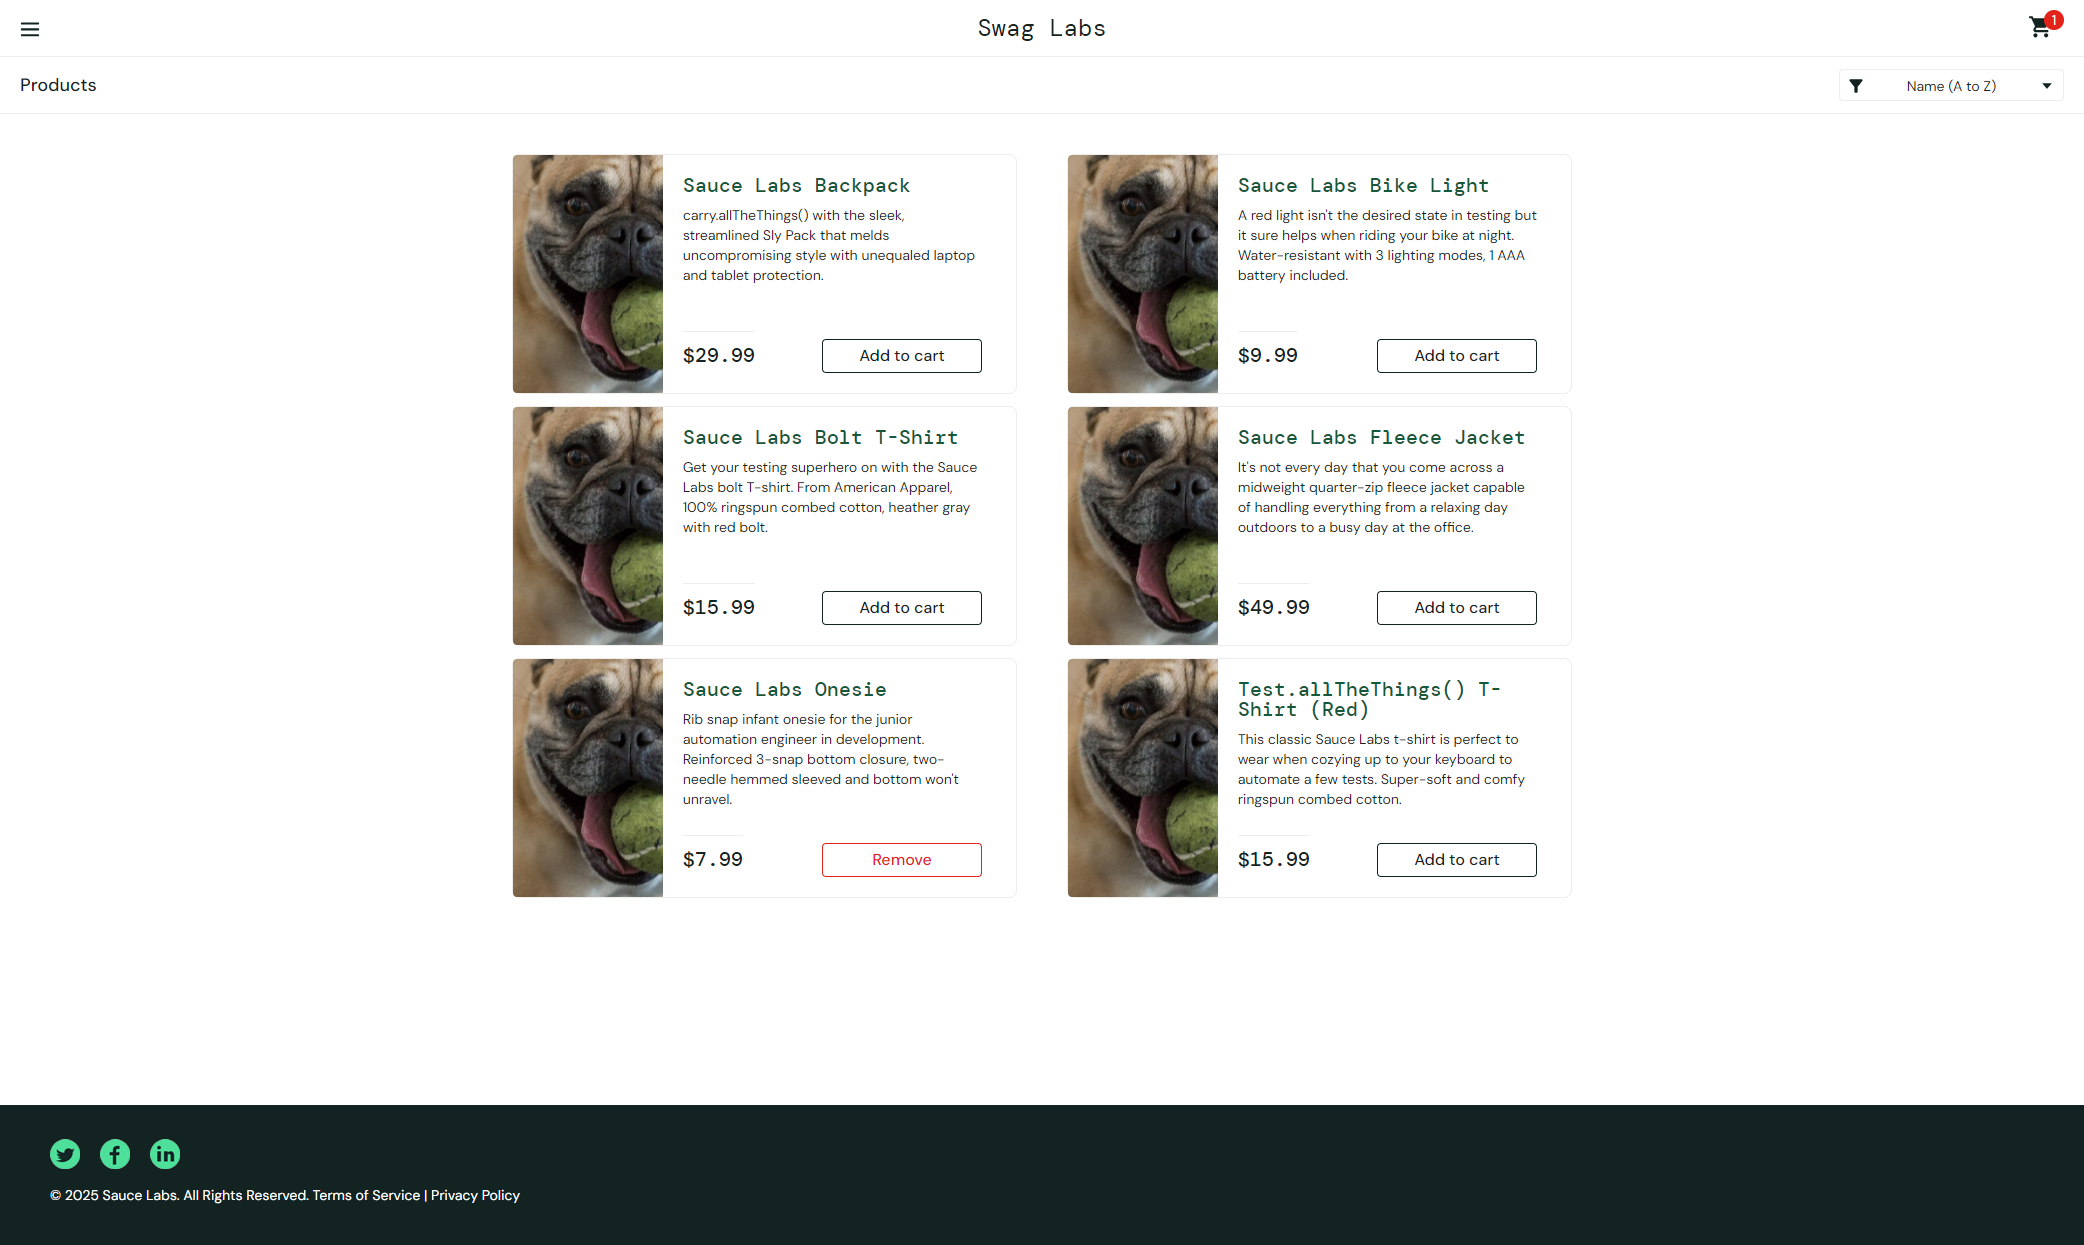 Swag Labs
1
Products
Name (A to Z)
Sauce Labs Backpack
carry.allTheThings() with the sleek,
streamlined Sly Pack that melds
uncompromising style with unequaled laptop
and tablet protection.
$29.99
Add to cart
Sauce Labs Bike Light
A red light isn't the desired state in testing but
it sure helps when riding your bike at night.
Water-resistant with 3 lighting modes, 1 AAA
battery included.
$9.99
Add to cart
Sauce Labs Bolt T-Shirt
Get your testing superhero on with the Sauce
Labs bolt T-shirt. From American Apparel,
100% ringspun combed cotton, heather gray
with red bolt.
$15.99
Add to cart
Sauce Labs Fleece Jacket
It's not every day that you come across a
midweight quarter-zip fleece jacket capable
of handling everything from a relaxing day
outdoors to a busy day at the office.
$49.99
Add to cart
Sauce Labs Onesie
Rib snap infant onesie for the junior
automation engineer in development.
Reinforced 3-snap bottom closure, two-
needle hemmed sleeved and bottom won't
unravel.
$7.99
Remove
Test.allTheThings() T-
Shirt (Red)
This classic Sauce Labs t-shirt is perfect to
wear when cozying up to your keyboard to
automate a few tests. Super-soft and comfy
ringspun combed cotton.
$15.99
Add to cart
© 2025 Sauce Labs. All Rights Reserved. Terms of Service | Privacy Policy